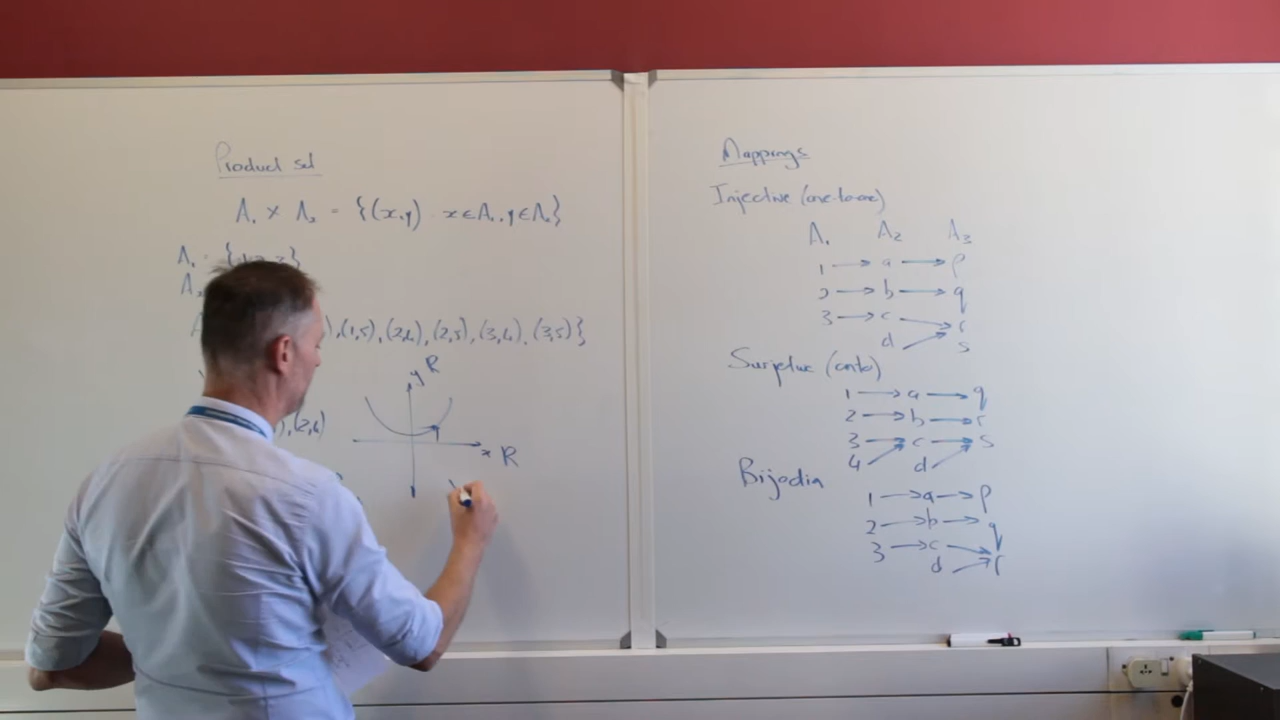 Product set
A₁ × A₂ = {(x,y) x∈A₁, y∈A₂}
A₁ = {1,2,3}
A₂
),(1,5), (2,4), (2,5), (3,4), (3,5)}
y R
),(2,4)
x R
Mappings
Injective (one-to-one)
A₁ A₂ A₃
1 → a → p
2 → b → q
3 → c → r
d s
Surjective (onto)
1 → a → q
2 → b → r
3 → c → s
4 d
Bijection
1 → a → p
2 → b → q
3 → c → r
d